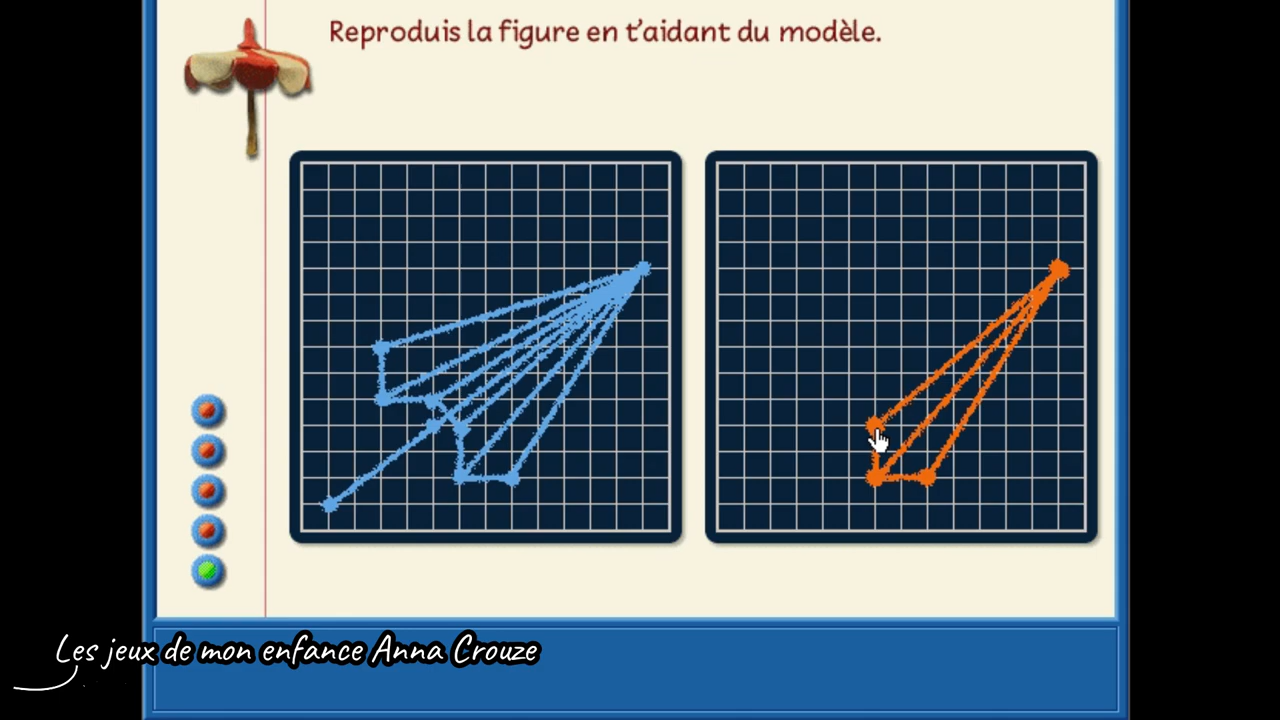 Reproduis la figure en t'aidant du modèle.
Les jeux de mon enfance Anna Crouze